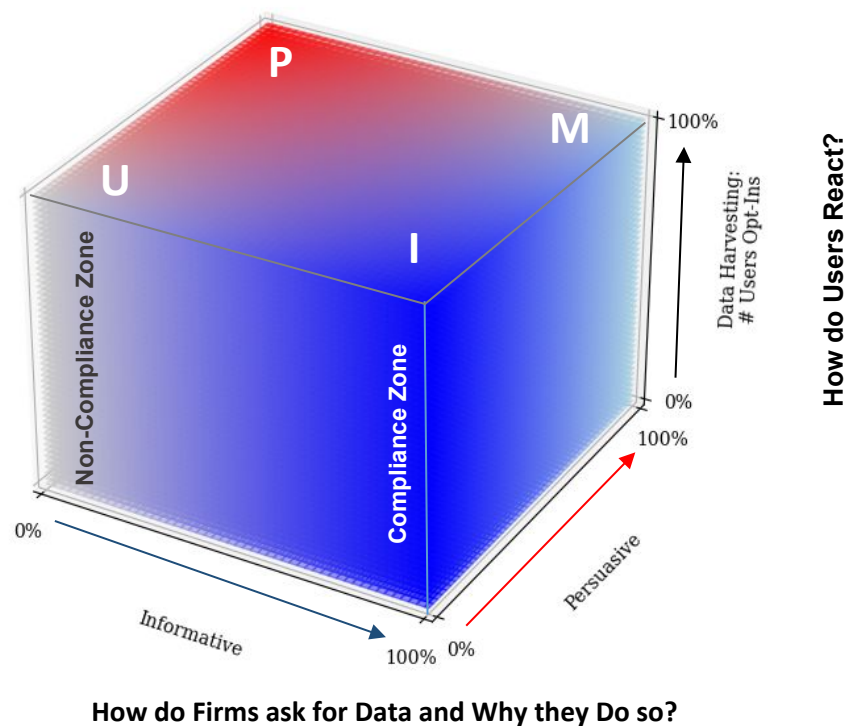 P
M
100%
U
I
Data Harvesting:
# Users Opt-Ins
How do Users React?
Non-Compliance Zone
Compliance Zone
0%
100%
0%
Informative
100%
0%
Persuasive
How do Firms ask for Data and Why they Do so?